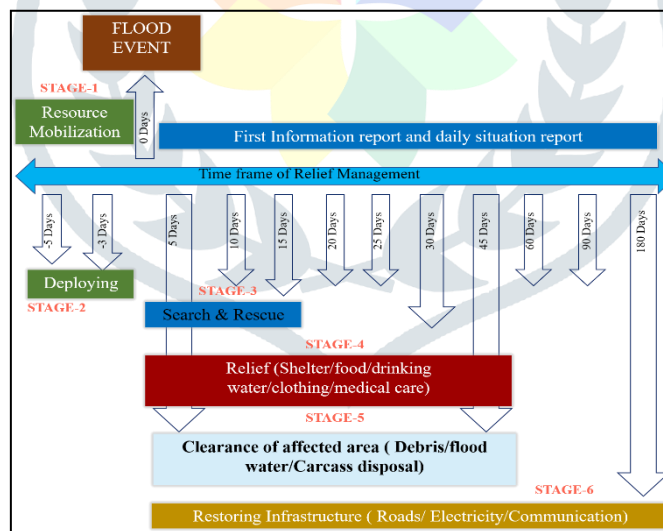 FLOOD
EVENT
STAGE-1
Resource
Mobilization
-0 Days
First Information report and daily situation report
Time frame of Relief Management
-5 Days
-3 Days
5 Days
10 Days
15 Days
20 Days
25 Days
30 Days
45 Days
60 Days
90 Days
180 Days
Deploying
STAGE-2
STAGE-3
Search & Rescue
STAGE-4
Relief (Shelter/food/drinking
water/clothing/medical care)
STAGE-5
Clearance of affected area ( Debris/flood
water/Carcass disposal)
STAGE-6
Restoring Infrastructure ( Roads/ Electricity/Communication)